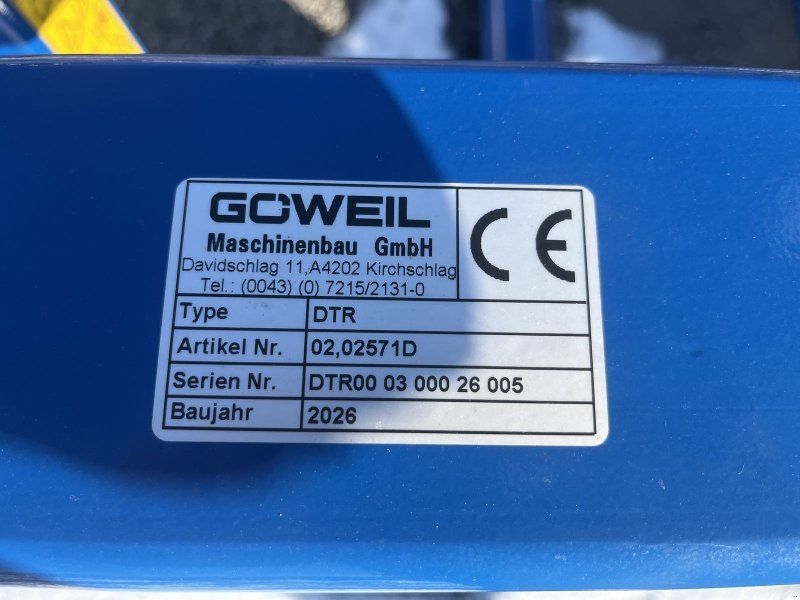 GÖWEIL
Maschinenbau GmbH
Davidschlag 11,A4202 Kirchschlag
Tel.: (0043) (0) 7215/2131-0
CE
Type DTR
Artikel Nr. 02,02571D
Serien Nr. DTR00 03 000 26 005
Baujahr 2026